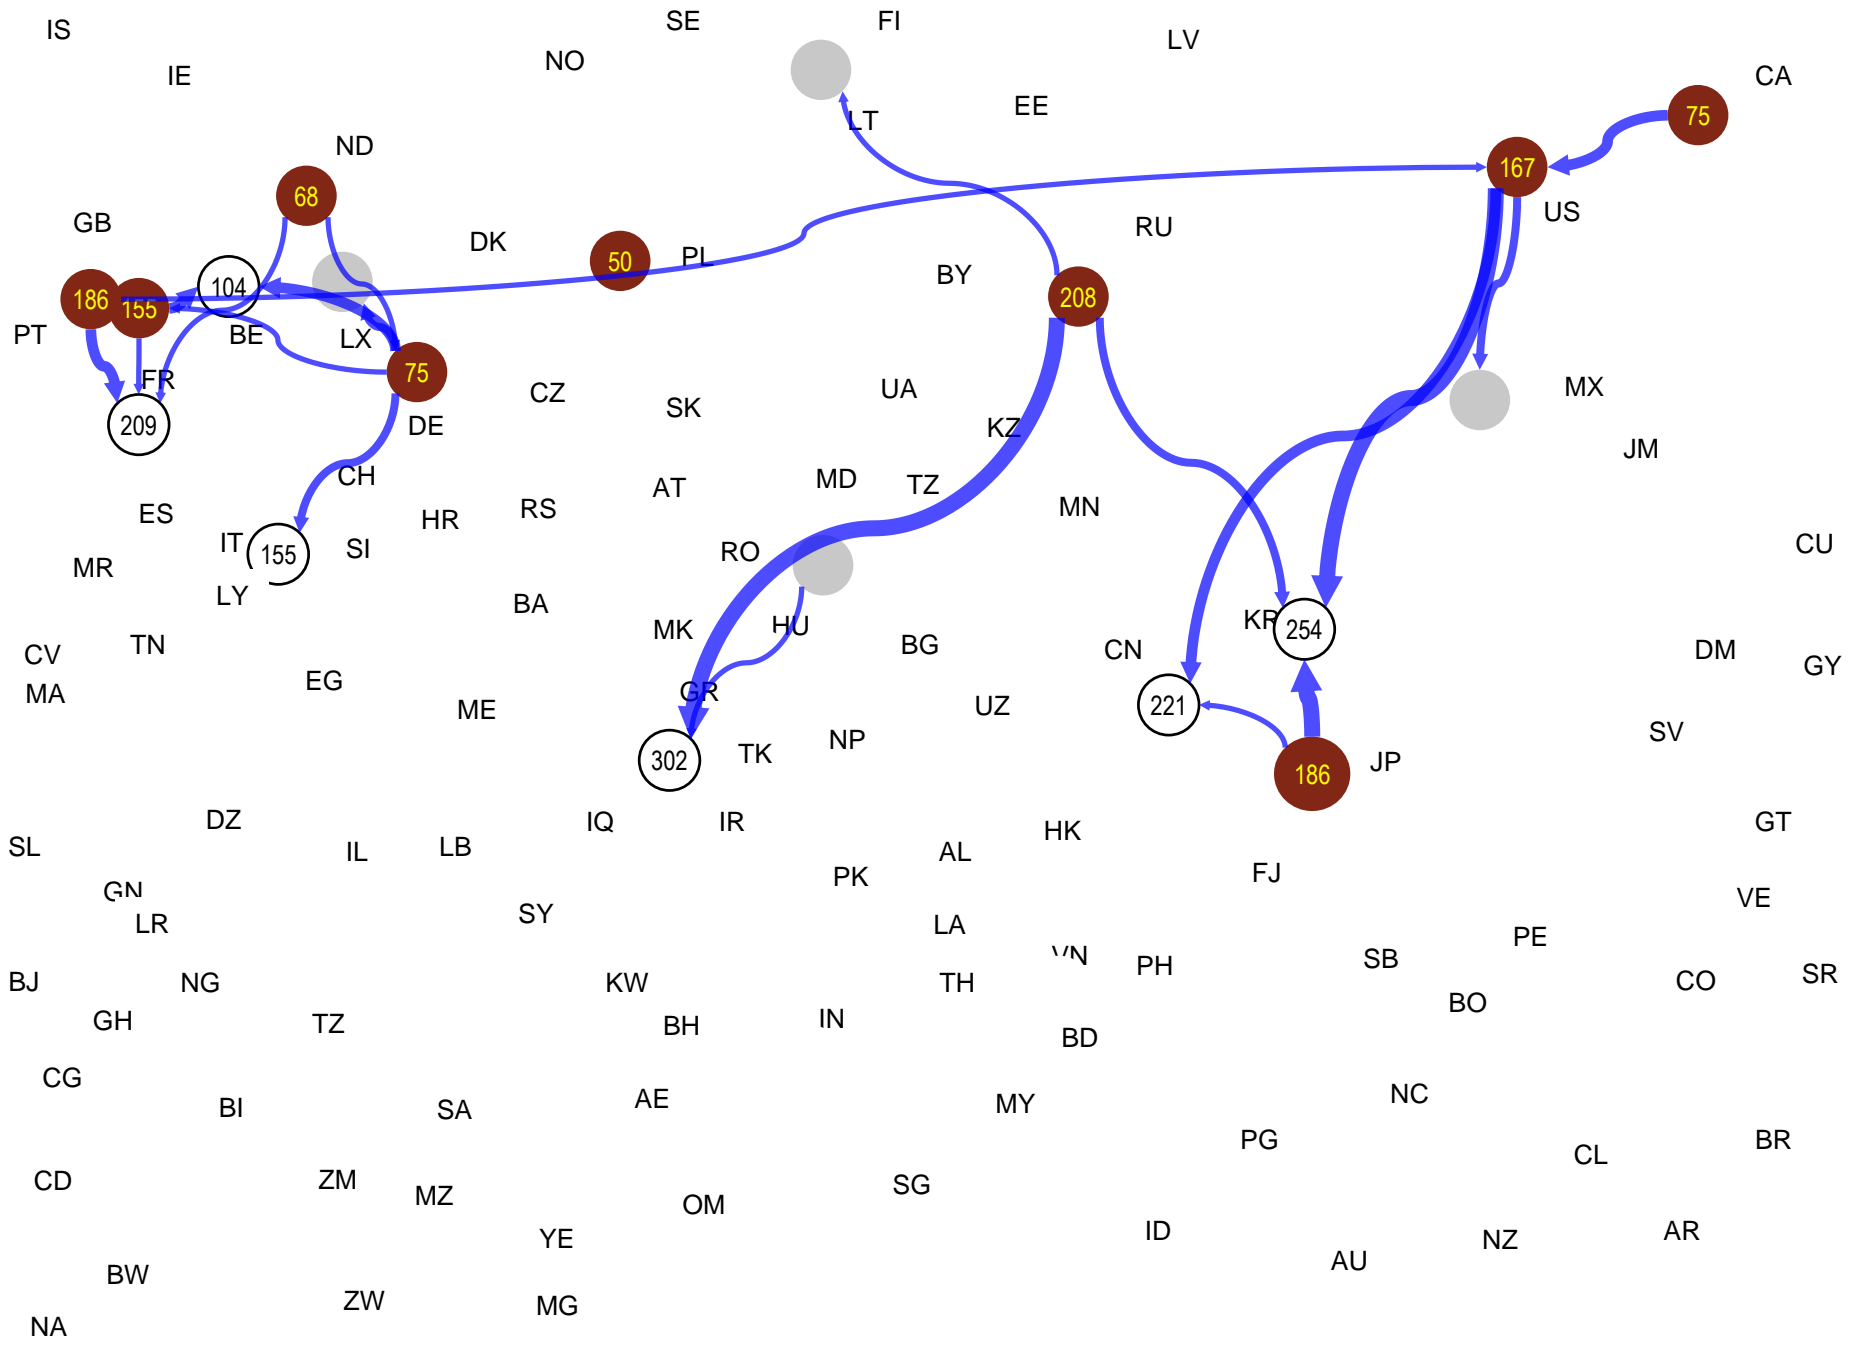 SE
FI
IS
LV
NO
IE
CA
EE
75
LT
ND
167
68
US
GB
RU
DK
PL
50
BY
104
186
155
208
PT
BE
LX
75
FR
CZ
UA
MX
SK
209
DE
KZ
JM
CH
MD
TZ
AT
MN
RS
ES
HR
IT
155
SI
RO
CU
MR
LY
BA
KR
254
MK
HU
TN
BG
CN
DM
CV
GY
EG
MA
GR
ME
UZ
221
SV
NP
TK
302
JP
186
DZ
IQ
IR
GT
HK
SL
LB
IL
AL
FJ
PK
GN
VE
SY
LR
LA
PE
VN
SB
PH
SR
BJ
NG
KW
TH
CO
BO
GH
TZ
BH
IN
BD
CG
NC
AE
MY
BI
SA
PG
BR
CL
CD
ZM
SG
MZ
OM
ID
AR
YE
NZ
AU
BW
ZW
MG
NA